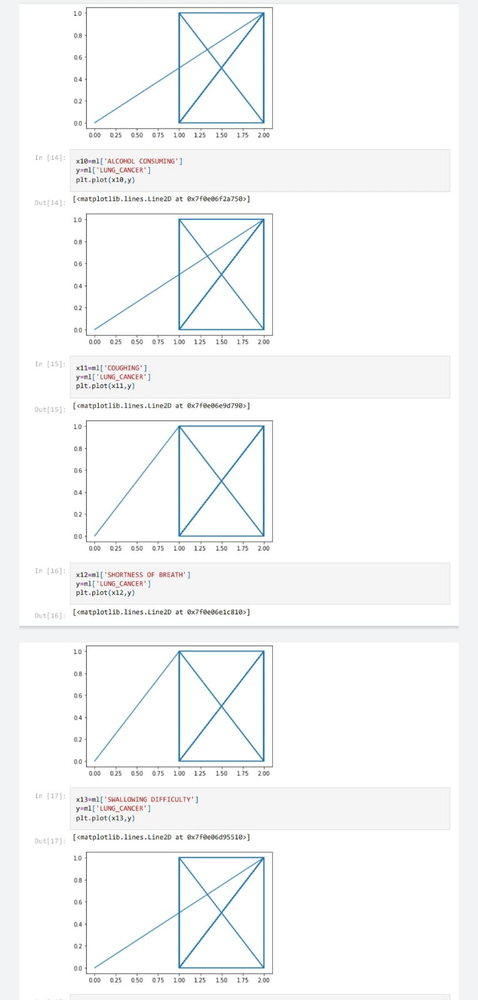 1.0
0.8
0.6
0.4
0.2
0.0
0.00 0.25 0.50 0.75 1.00 1.25 1.50 1.75 2.00
In [14]:
x10=ml['ALCOHOL CONSUMING']
y=ml['LUNG_CANCER']
plt.plot(x10,y)
Out[14]:
[<matplotlib.lines.Line2D at 0x7f0e06f2a750>]
1.0
0.8
0.6
0.4
0.2
0.0
0.00 0.25 0.50 0.75 1.00 1.25 1.50 1.75 2.00
In [15]:
x11=ml['COUGHING']
y=ml['LUNG_CANCER']
plt.plot(x11,y)
Out[15]:
[<matplotlib.lines.Line2D at 0x7f0e06e9d790>]
1.0
0.8
0.6
0.4
0.2
0.0
0.00 0.25 0.50 0.75 1.00 1.25 1.50 1.75 2.00
In [16]:
x12=ml['SHORTNESS OF BREATH']
y=ml['LUNG_CANCER']
plt.plot(x12,y)
Out[16]:
[<matplotlib.lines.Line2D at 0x7f0e06e1c810>]
1.0
0.8
0.6
0.4
0.2
0.0
0.00 0.25 0.50 0.75 1.00 1.25 1.50 1.75 2.00
In [17]:
x13=ml['SWALLOWING DIFFICULTY']
y=ml['LUNG_CANCER']
plt.plot(x13,y)
Out[17]:
[<matplotlib.lines.Line2D at 0x7f0e06d95510>]
1.0
0.8
0.6
0.4
0.2
0.0
0.00 0.25 0.50 0.75 1.00 1.25 1.50 1.75 2.00